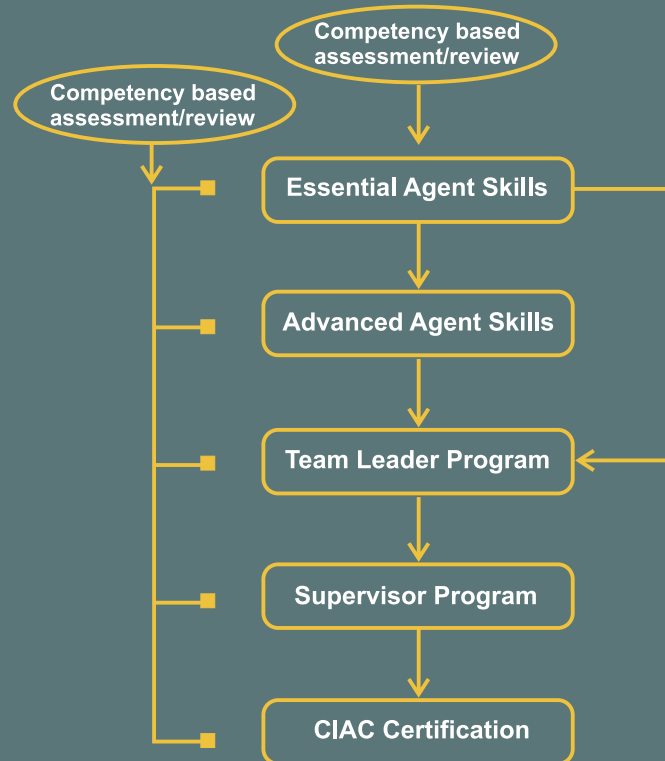 Competency based
assessment/review
Competency based
assessment/review
Essential Agent Skills
Advanced Agent Skills
Team Leader Program
Supervisor Program
CIAC Certification